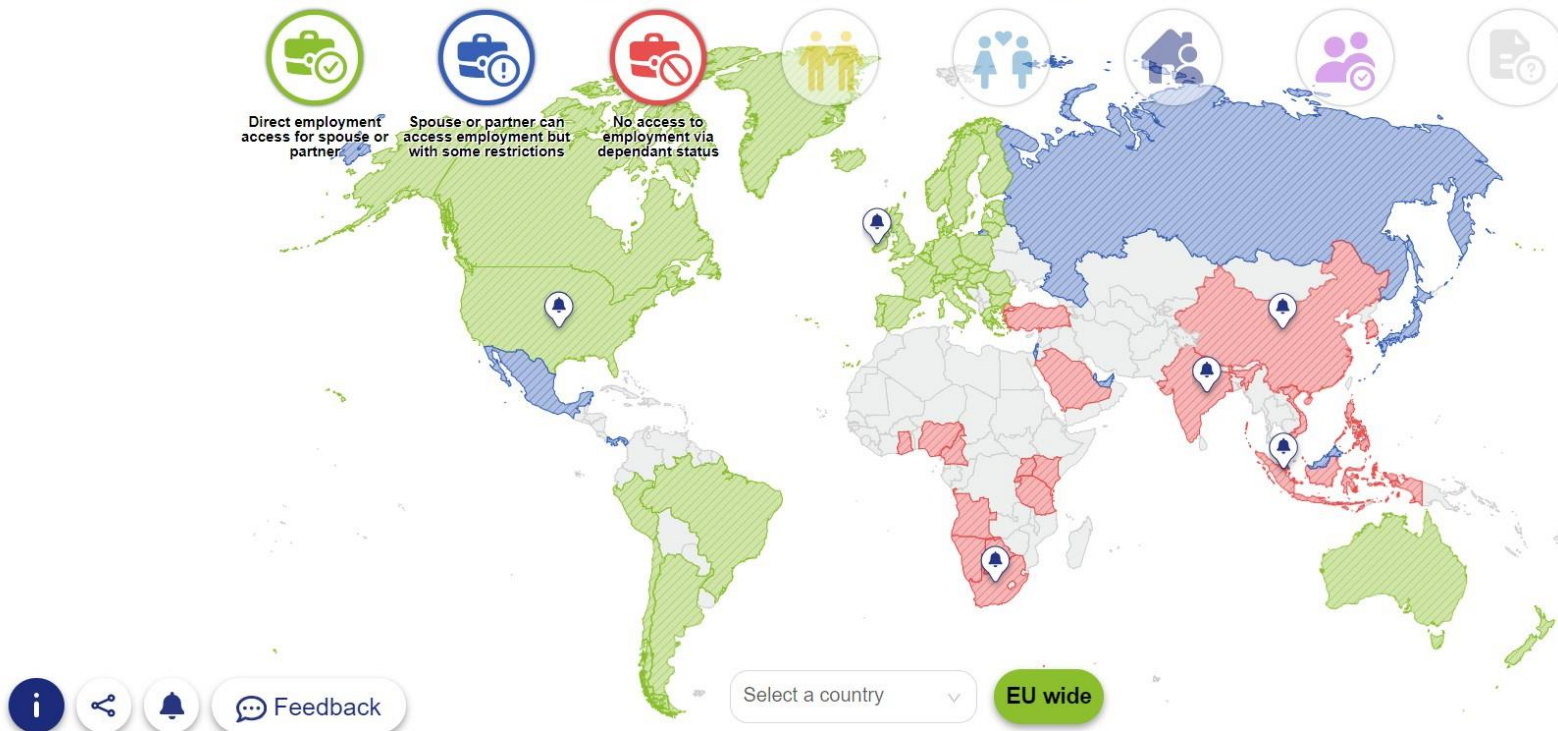 Direct employment
access for spouse or
partner
Spouse or partner can
access employment but
with some restrictions
No access to
employment via
dependant status
i
Feedback
Select a country
EU wide